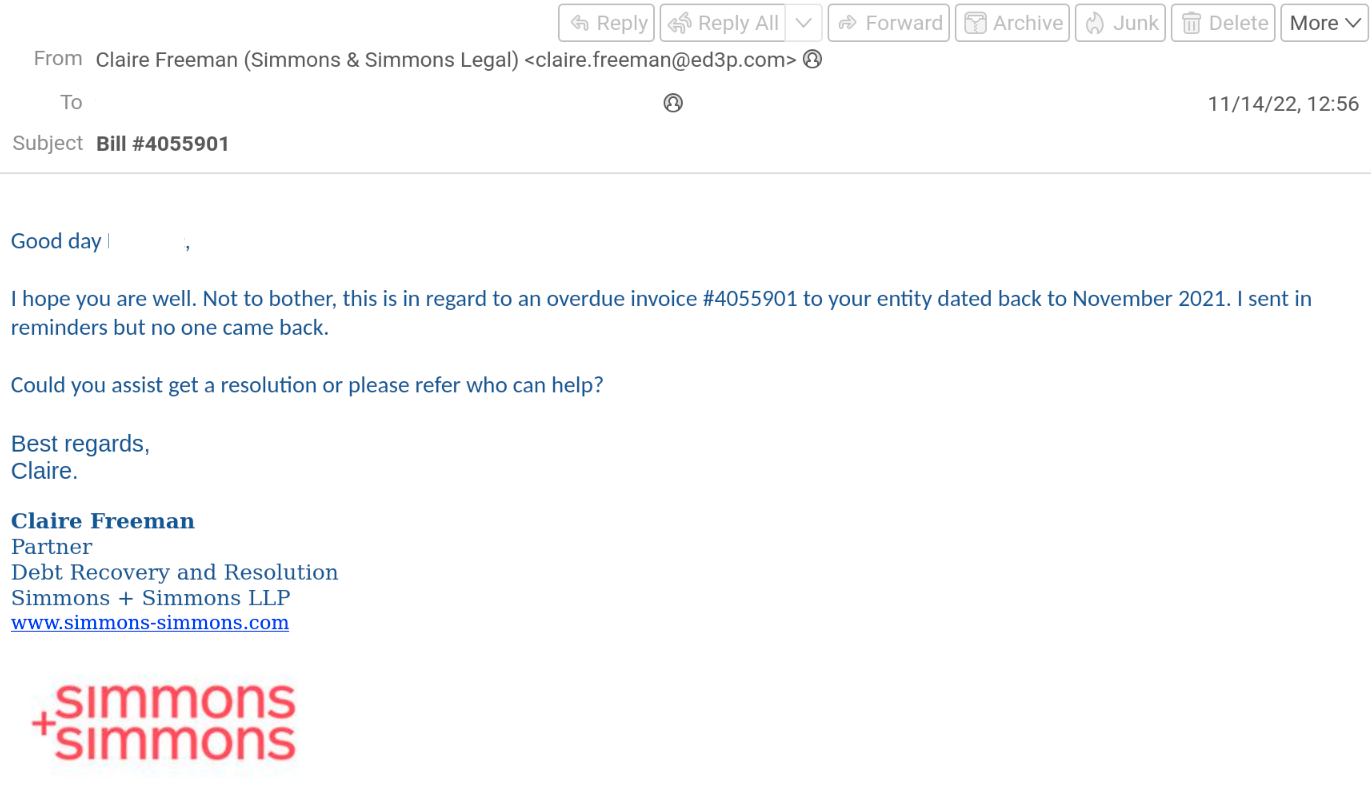 Reply Reply All Forward Archive Junk Delete More
From Claire Freeman (Simmons & Simmons Legal) <claire.freeman@ed3p.com>
To 11/14/22, 12:56
Subject Bill #4055901
Good day ,
I hope you are well. Not to bother, this is in regard to an overdue invoice #4055901 to your entity dated back to November 2021. I sent in
reminders but no one came back.
Could you assist get a resolution or please refer who can help?
Best regards,
Claire.
Claire Freeman
Partner
Debt Recovery and Resolution
Simmons + Simmons LLP
www.simmons-simmons.com
simmons
+simmons